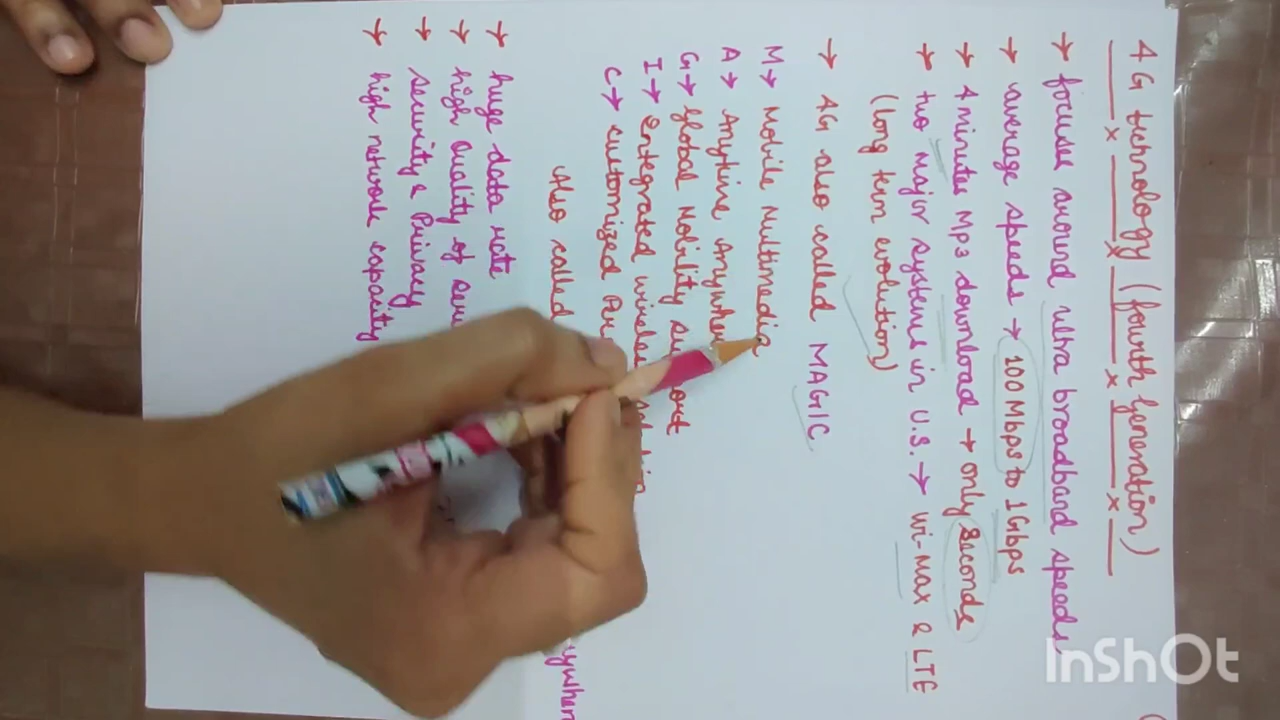 4G technology (fourth Generation)
→ focuses around ultra broadband speeds
→ average speeds → 100 Mbps to 1 Gbps
→ 4 minutes Mp3 download → only seconds
→ two major systems in U.S. → Wi-Max & LTE
(long term evolution)
→ 4G also called MAGIC
M→ Mobile Multimedia
A→ Anytime Anywhere
G→ Global Mobility
I→ integrated
C→ customized
Also called
→ huge data rate
→ high Quality of
→ security & Privacy
→ high network capasity
InShOt